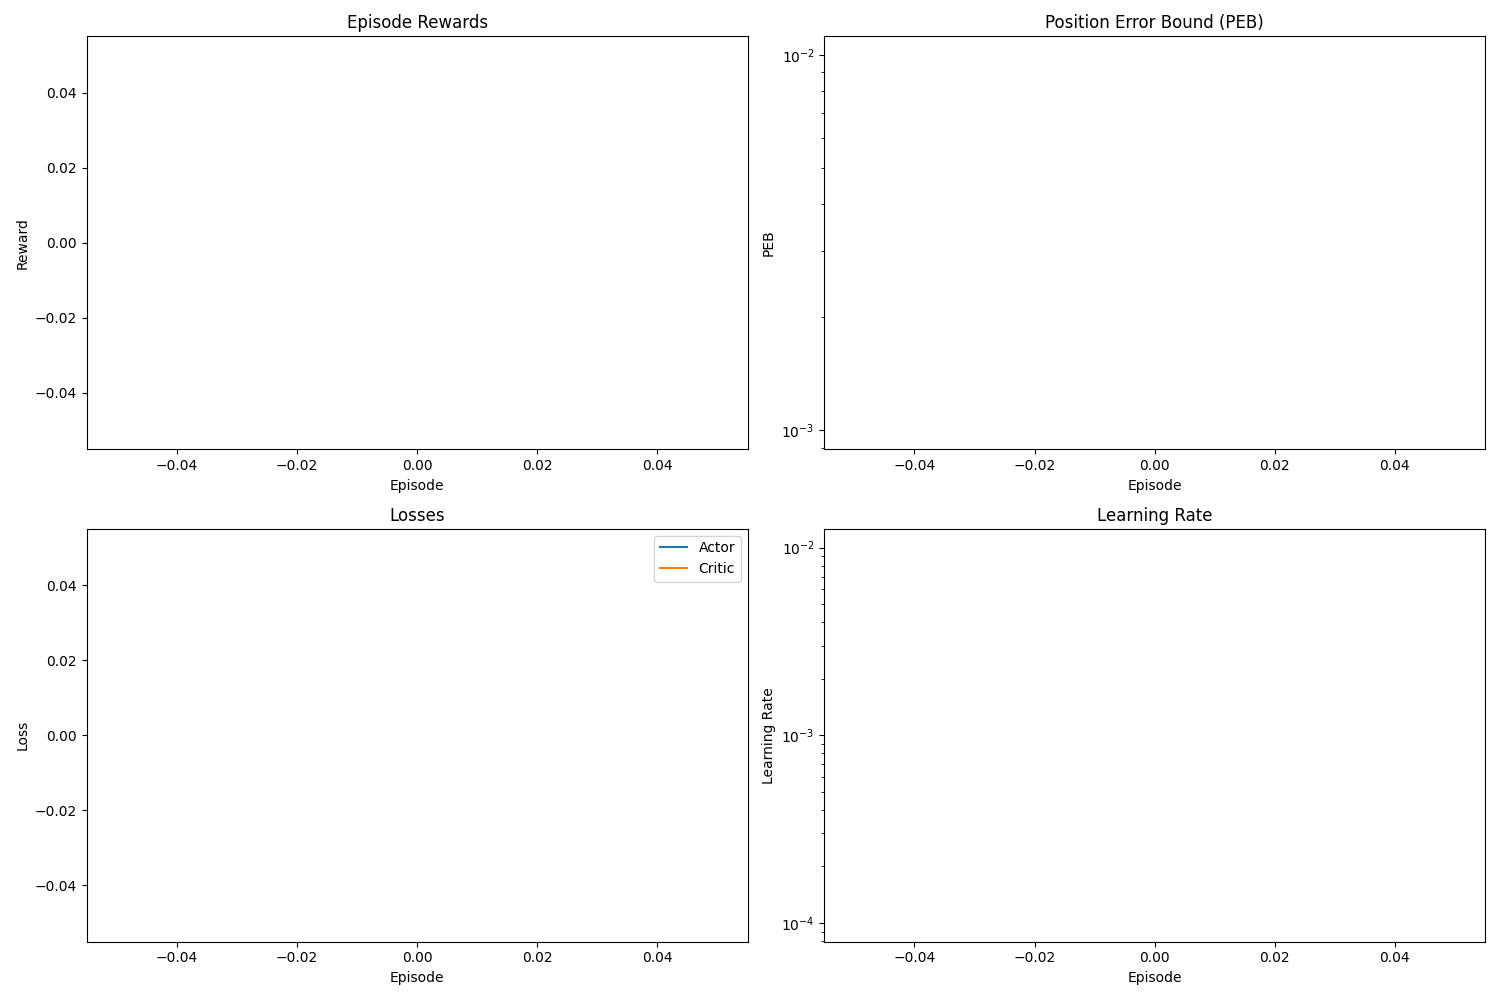 Episode Rewards
0.04
0.02
0.00
−0.02
−0.04
Reward
−0.04 −0.02 0.00 0.02 0.04
Episode
Position Error Bound (PEB)
10⁻²
10⁻³
PEB
−0.04 −0.02 0.00 0.02 0.04
Episode
Losses
Actor
Critic
0.04
0.02
0.00
−0.02
−0.04
Loss
−0.04 −0.02 0.00 0.02 0.04
Episode
Learning Rate
10⁻²
10⁻³
10⁻⁴
Learning Rate
−0.04 −0.02 0.00 0.02 0.04
Episode